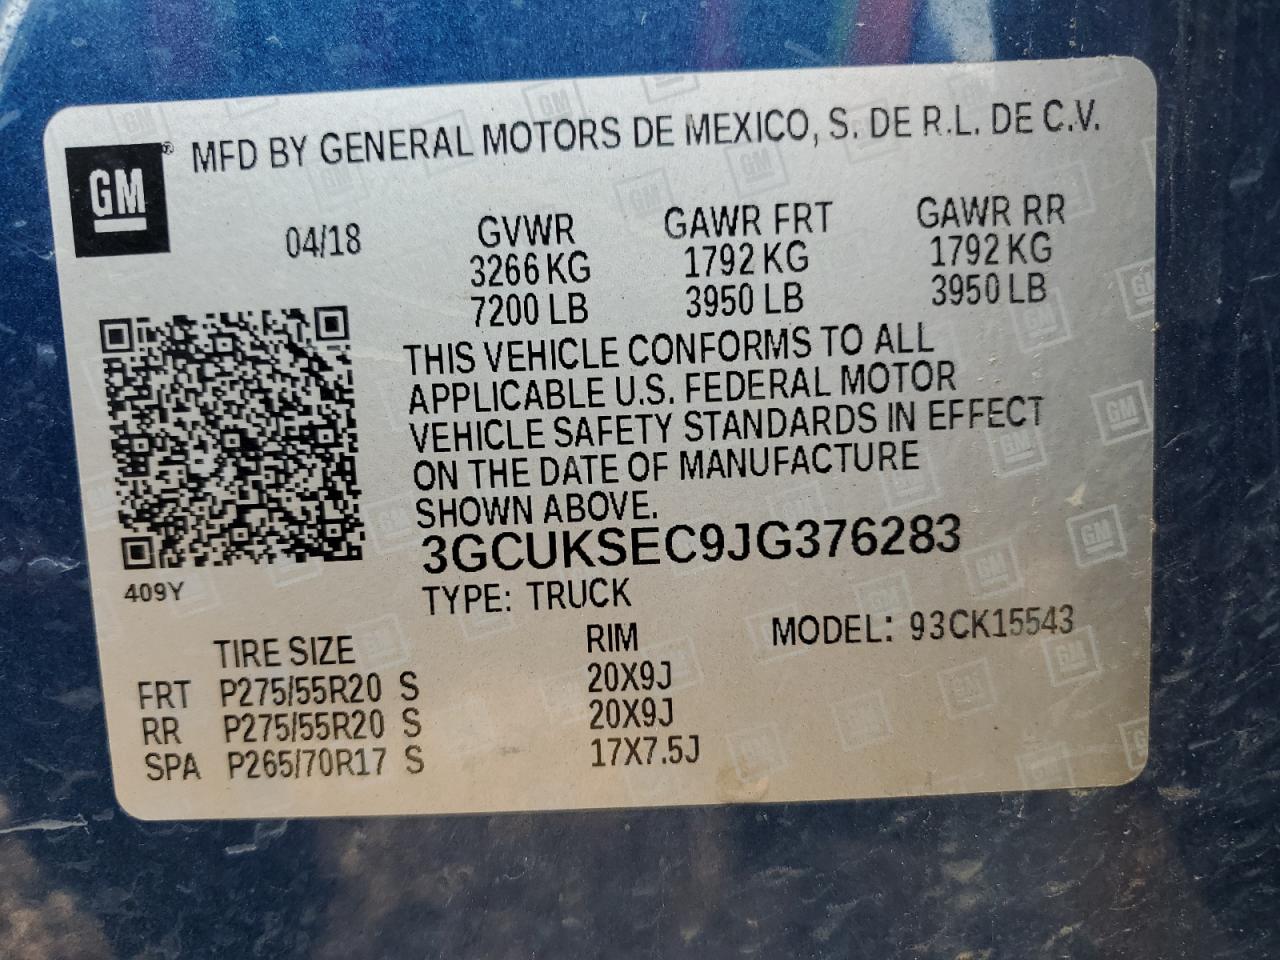 GM ® MFD BY GENERAL MOTORS DE MEXICO, S. DE R.L. DE C.V.
04/18 GVWR GAWR FRT GAWR RR
3266 KG 1792 KG 1792 KG
7200 LB 3950 LB 3950 LB
THIS VEHICLE CONFORMS TO ALL
APPLICABLE U.S. FEDERAL MOTOR
VEHICLE SAFETY STANDARDS IN EFFECT
ON THE DATE OF MANUFACTURE
SHOWN ABOVE.
3GCUKSEC9JG376283
409Y
TYPE: TRUCK
TIRE SIZE RIM MODEL: 93CK15543
FRT P275/55R20 S 20X9J
RR P275/55R20 S 20X9J
SPA P265/70R17 S 17X7.5J